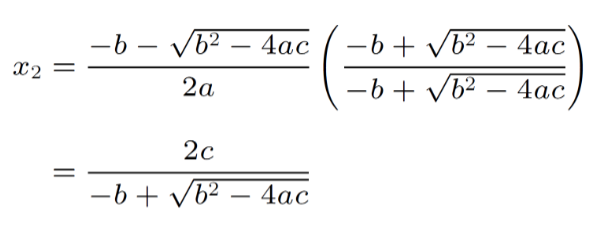 x₂ = \frac{-b - \sqrt{b^2 - 4ac}}{2a} \left( \frac{-b + \sqrt{b^2 - 4ac}}{-b + \sqrt{b^2 - 4ac}} \right)
= \frac{2c}{-b + \sqrt{b^2 - 4ac}}